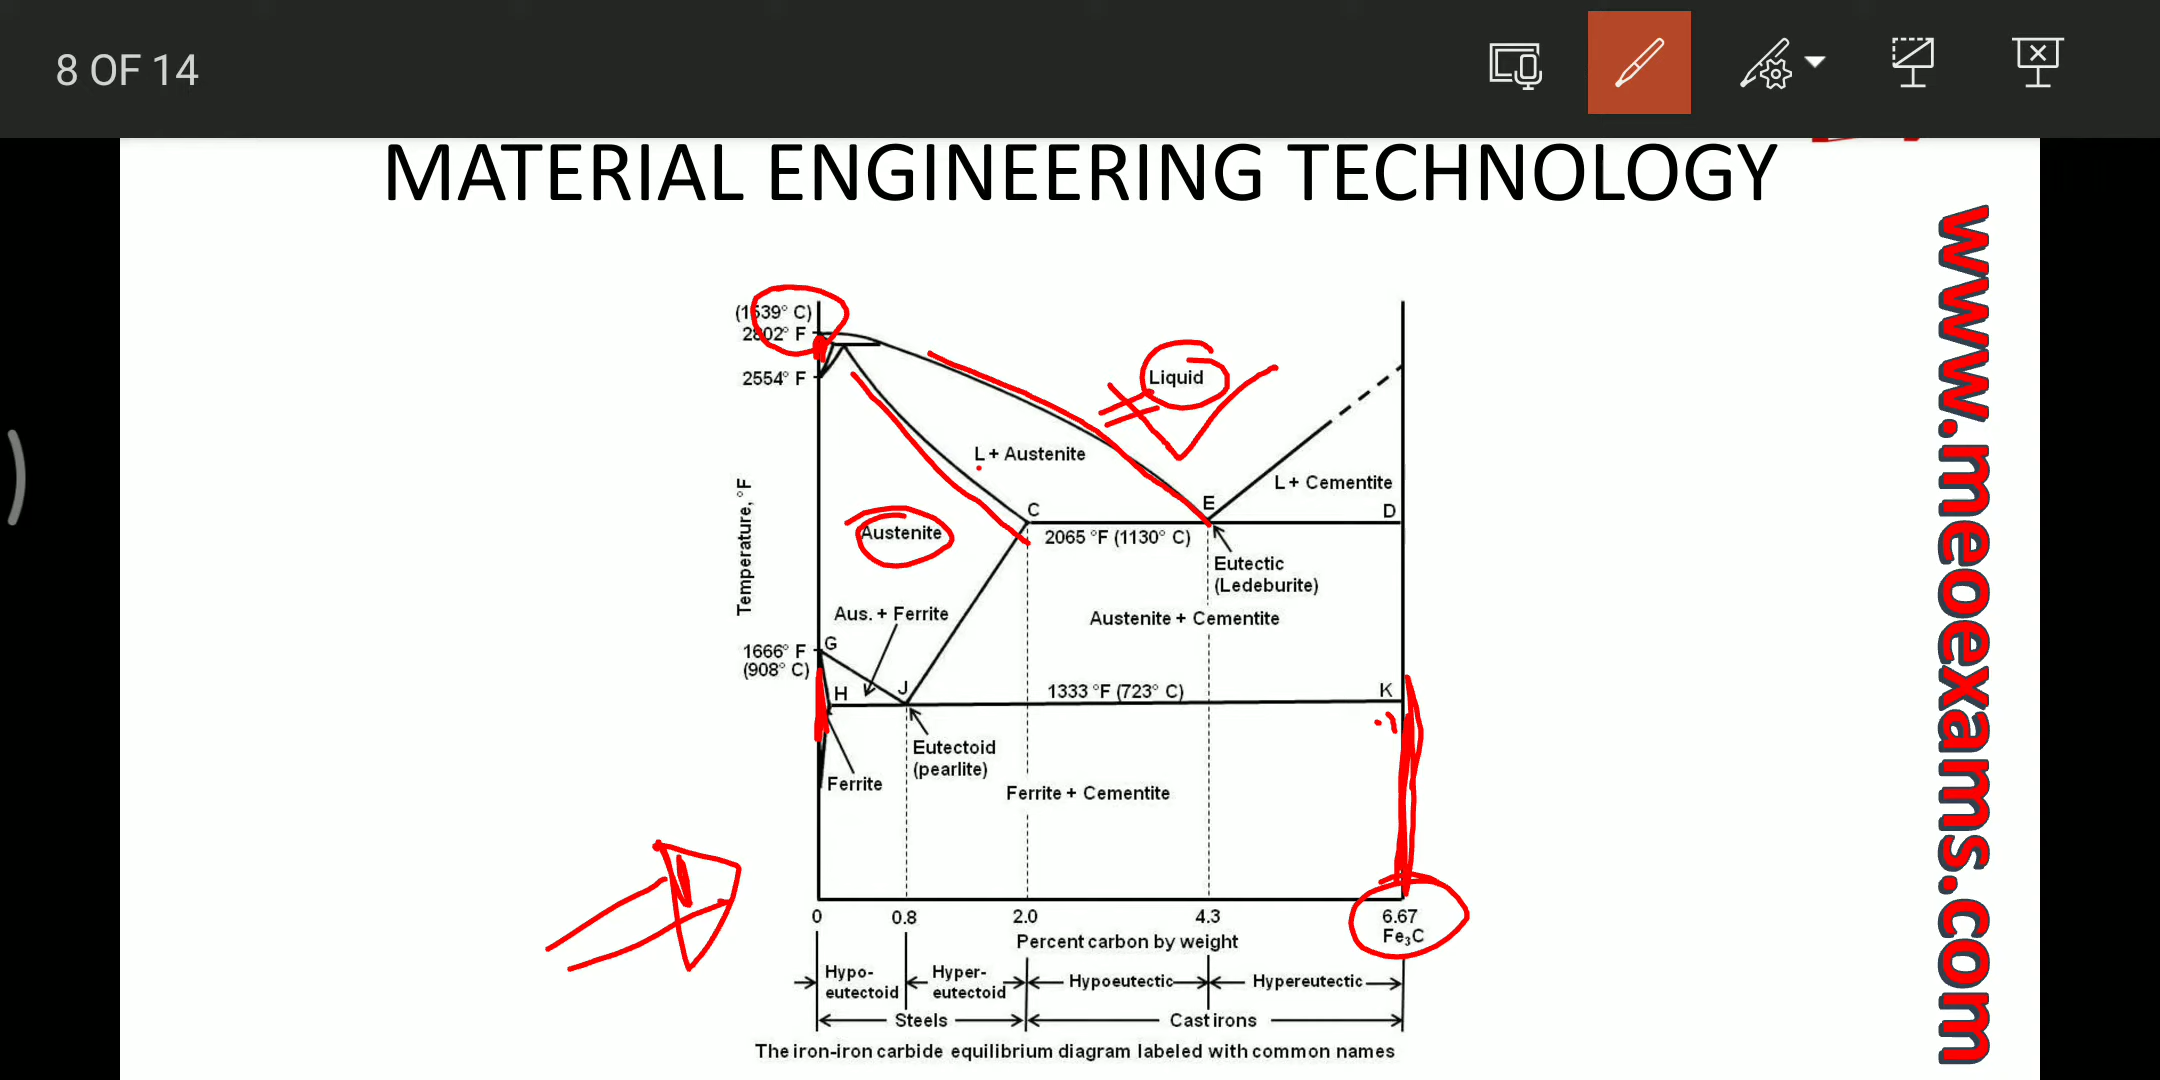 8 OF 14
MATERIAL ENGINEERING TECHNOLOGY
www.meoexams.com
(1539° C)
2802° F
2554° F
Liquid
L + Austenite
L + Cementite
C
E
D
Austenite
2065 °F (1130° C)
Eutectic
(Ledeburite)
Temperature, °F
Aus. + Ferrite
Austenite + Cementite
1666° F
(908° C)
G
H
J
1333 °F (723° C)
K
Eutectoid
(pearlite)
Ferrite
Ferrite + Cementite
0 0.8 2.0 4.3 6.67
Fe₃C
Percent carbon by weight
Hypo-
eutectoid
Hyper-
eutectoid
Hypoeutectic
Hypereutectic
Steels
Cast irons
The iron-iron carbide equilibrium diagram labeled with common names